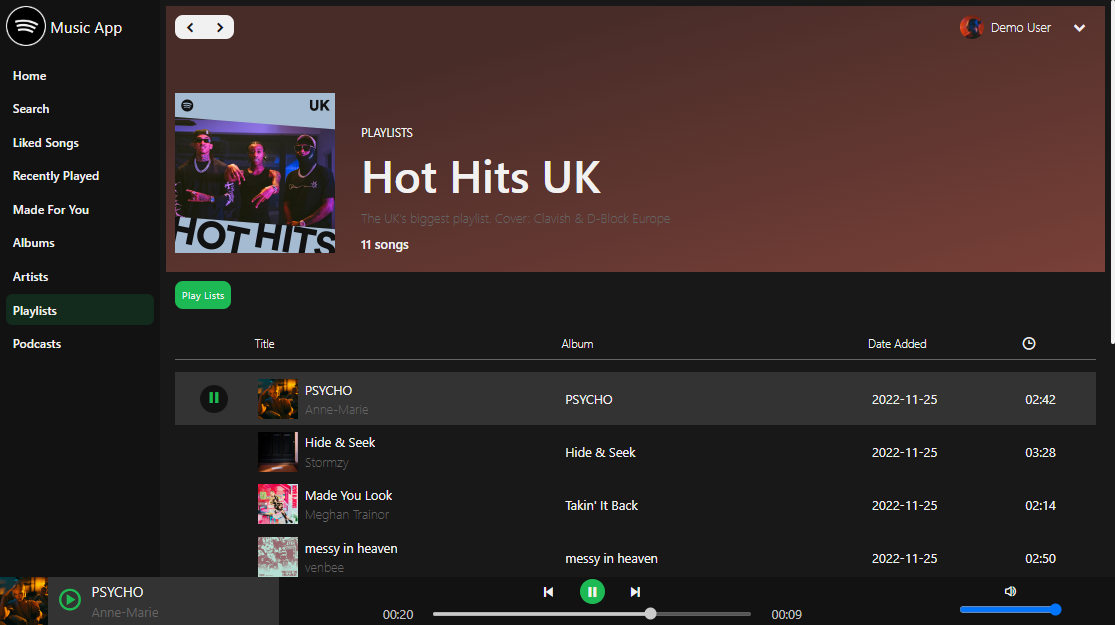 Music App
Home
Search
Liked Songs
Recently Played
Made For You
Albums
Artists
Playlists
Podcasts
Demo User
UK
HOT HITS
PLAYLISTS
Hot Hits UK
The UK's biggest playlist. Cover: Clavish & D-Block Europe
11 songs
Play Lists
Title Album Date Added
PSYCHO
Anne-Marie
PSYCHO 2022-11-25 02:42
Hide & Seek
Stormzy
Hide & Seek 2022-11-25 03:28
Made You Look
Meghan Trainor
Takin' It Back 2022-11-25 02:14
messy in heaven
venbee
messy in heaven 2022-11-25 02:50
PSYCHO
Anne-Marie
00:20 00:09